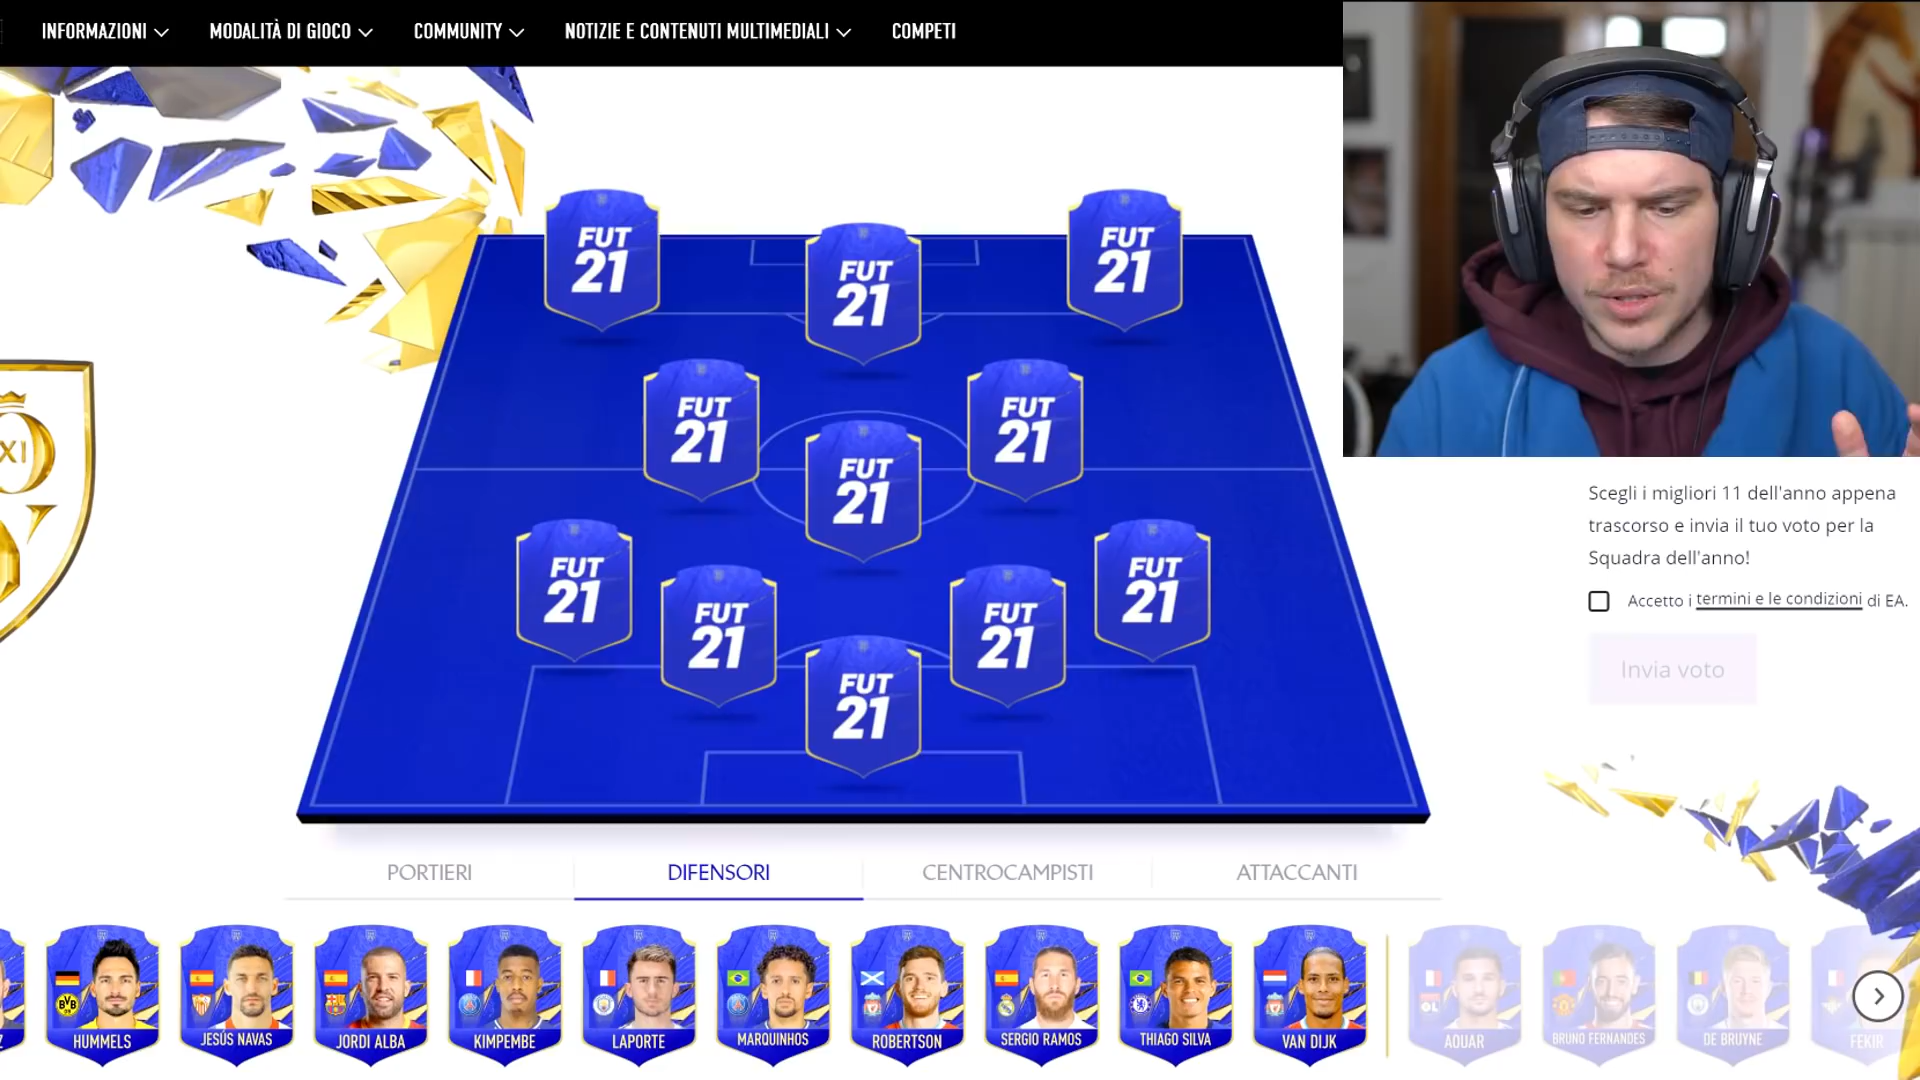 INFORMAZIONI
MODALITÀ DI GIOCO
COMMUNITY
NOTIZIE E CONTENUTI MULTIMEDIALI
COMPETI
FUT
21
FUT
21
FUT
21
FUT
21
FUT
21
FUT
21
FUT
21
FUT
21
FUT
21
FUT
21
FUT
21
XI
Scegli i migliori 11 dell'anno appena
trascorso e invia il tuo voto per la
Squadra dell'anno!
Accetto i termini e le condizioni di EA.
Invia voto
PORTIERI
DIFENSORI
CENTROCAMPISTI
ATTACCANTI
Z
HUMMELS
JESÚS NAVAS
JORDI ALBA
KIMPEMBE
LAPORTE
MARQUINHOS
ROBERTSON
SERGIO RAMOS
THIAGO SILVA
VAN DIJK
AOUAR
BRUNO FERNANDES
DE BRUYNE
FEKIR
BVB
09
OL